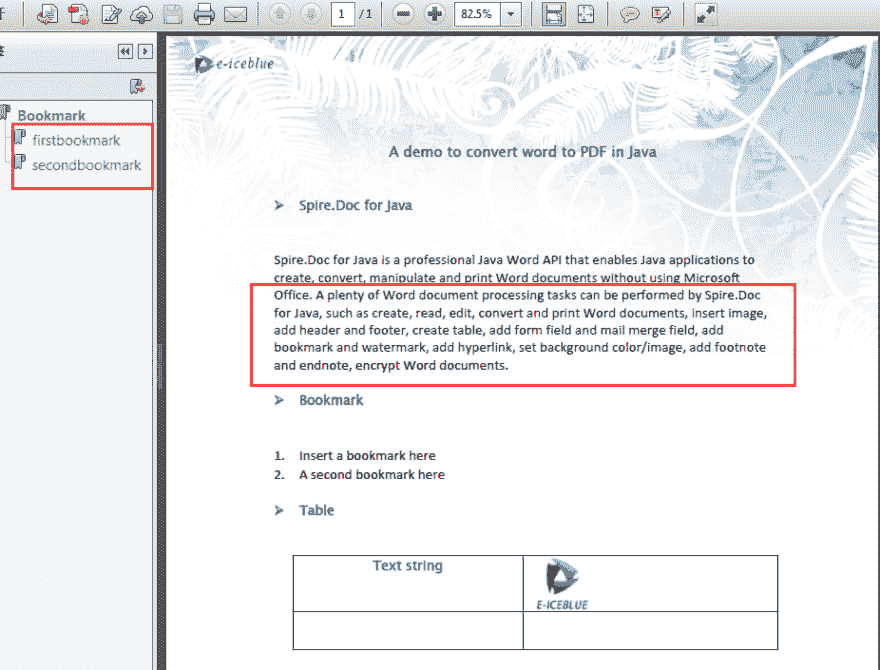 1 / 1
82.5%
Bookmark
firstbookmark
secondbookmark
e-iceblue
A demo to convert word to PDF in Java
Spire.Doc for Java
Spire.Doc for Java is a professional Java Word API that enables Java applications to
create, convert, manipulate and print Word documents without using Microsoft
Office. A plenty of Word document processing tasks can be performed by Spire.Doc
for Java, such as create, read, edit, convert and print Word documents, insert image,
add header and footer, create table, add form field and mail merge field, add
bookmark and watermark, add hyperlink, set background color/image, add footnote
and endnote, encrypt Word documents.
Bookmark
1. Insert a bookmark here
2. A second bookmark here
Table
Text string
E-ICEBLUE